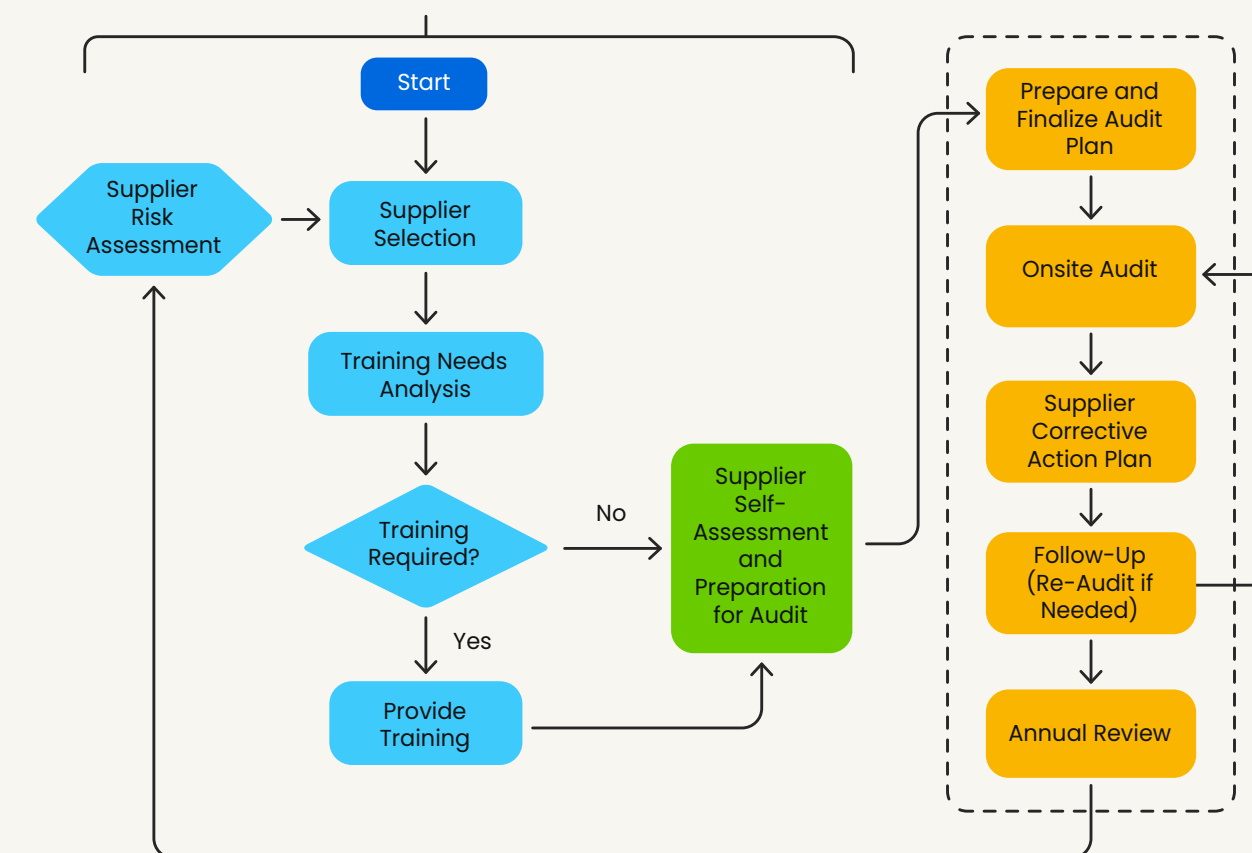 Start
Supplier
Risk
Assessment
Supplier
Selection
Training Needs
Analysis
Training
Required?
No
Yes
Provide
Training
Supplier
Self-
Assessment
and
Preparation
for Audit
Prepare and
Finalize Audit
Plan
Onsite Audit
Supplier
Corrective
Action Plan
Follow-Up
(Re-Audit if
Needed)
Annual Review